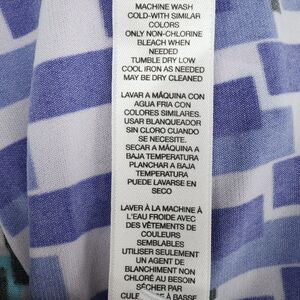 MACHINE WASH
COLD-WITH SIMILAR
COLORS
ONLY NON-CHLORINE
BLEACH WHEN
NEEDED
TUMBLE DRY LOW
COOL IRON AS NEEDED
MAY BE DRY CLEANED
LAVAR A MÁQUINA CON
AGUA FRIA CON
COLORES SIMILARES.
USAR BLANQUEADOR
SIN CLORO CUANDO
SE NECESITE.
SECAR A MÁQUINA A
BAJA TEMPERATURA
PLANCHAR A BAJA
TEMPERATURA
PUEDE LAVARSE EN
SECO
LAVER À LA MACHINE À
L'EAU FROIDE AVEC
DES VÊTEMENTS DE
COULEURS
SEMBLABLES
UTILISER SEULEMENT
UN AGENT DE
BLANCHIMENT NON
CHLORÉ AU BESOIN
SÉCHER PAR
À BASSE